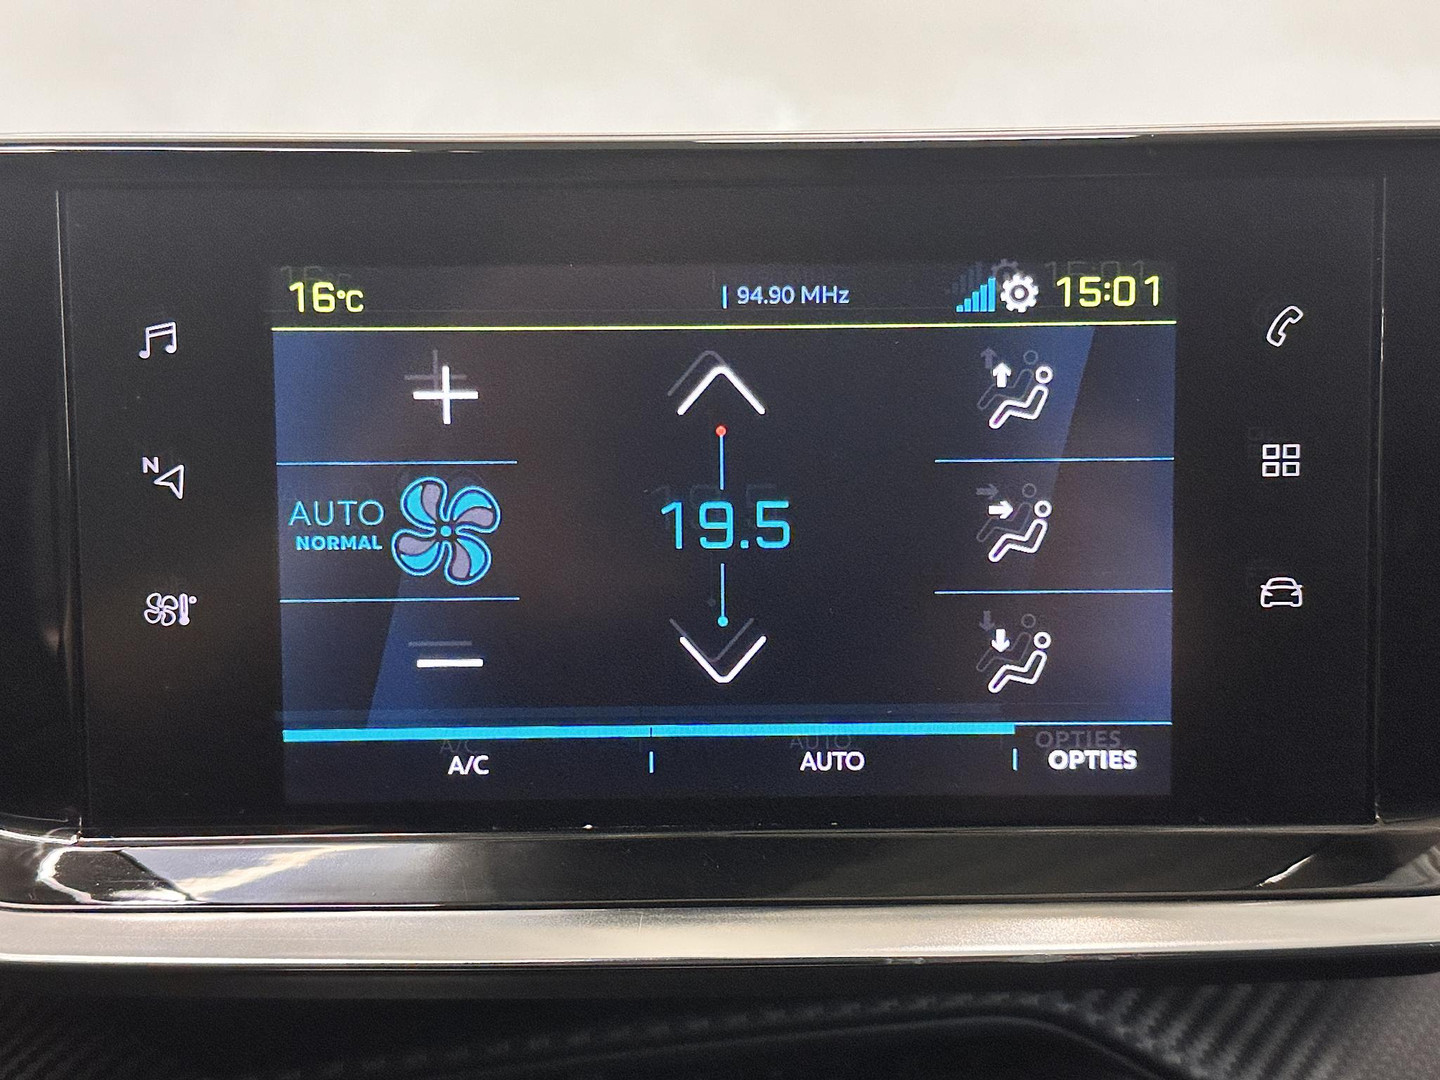 16°C
94.90 MHz
15:01
N
AUTO
NORMAL
19.5
A/C
AUTO
OPTIES